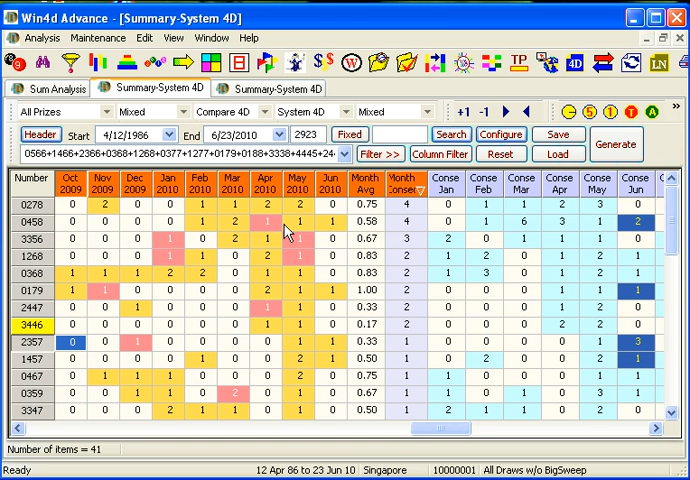 Win4d Advance - [Summary-System 4D]
Analysis Maintenance Edit View Window Help
Sum Analysis Summary-System 4D Summary-System 4D
All Prizes Mixed Compare 4D System 4D Mixed +1 -1
Header Start 4/12/1986 End 6/23/2010 2923 Fixed Search Configure Save Generate
0566+1466+2366+0368+1268+0377+1277+0179+0188+3338+4445+24 Filter >> Column Filter Reset Load
Number Oct 2009 Nov 2009 Dec 2009 Jan 2010 Feb 2010 Mar 2010 Apr 2010 May 2010 Jun 2010 Month Avg Month Consec Conse Jan Conse Feb Conse Mar Conse Apr Conse May Conse Jun
0278 0 2 0 0 1 1 2 2 0 0.75 4 0 1 1 2 3 0
0458 0 0 0 0 1 2 1 1 1 0.58 4 0 1 6 3 1 2
3356 0 0 0 1 0 2 1 1 0 0.67 3 2 0 1 1 1 0
1268 0 0 0 1 1 0 2 1 0 0.83 2 1 2 0 1 2 0
0368 1 1 1 2 2 0 1 1 0 0.83 2 1 3 0 1 1 0
0179 1 1 0 0 0 0 2 1 1 1.00 2 0 0 0 1 1 1
2447 0 0 1 0 0 0 1 1 0 0.33 2 0 0 0 1 2 0
3446 0 0 0 0 0 0 1 1 0 0.17 2 0 0 0 2 2 0
2357 0 0 1 0 0 0 0 1 1 0.33 1 0 0 0 0 1 3
1457 0 0 0 0 1 0 0 2 1 0.50 1 0 2 0 0 1 1
0467 0 1 1 1 0 0 0 2 0 0.75 1 1 0 0 0 1 0
0359 0 0 1 1 0 2 0 1 0 0.67 1 1 0 1 0 3 0
3347 0 0 0 2 1 1 0 1 0 0.50 1 2 1 1 0 1 0
Number of items = 41
Ready 12 Apr 86 to 23 Jun 10 Singapore 10000001 All Draws w/o BigSweep